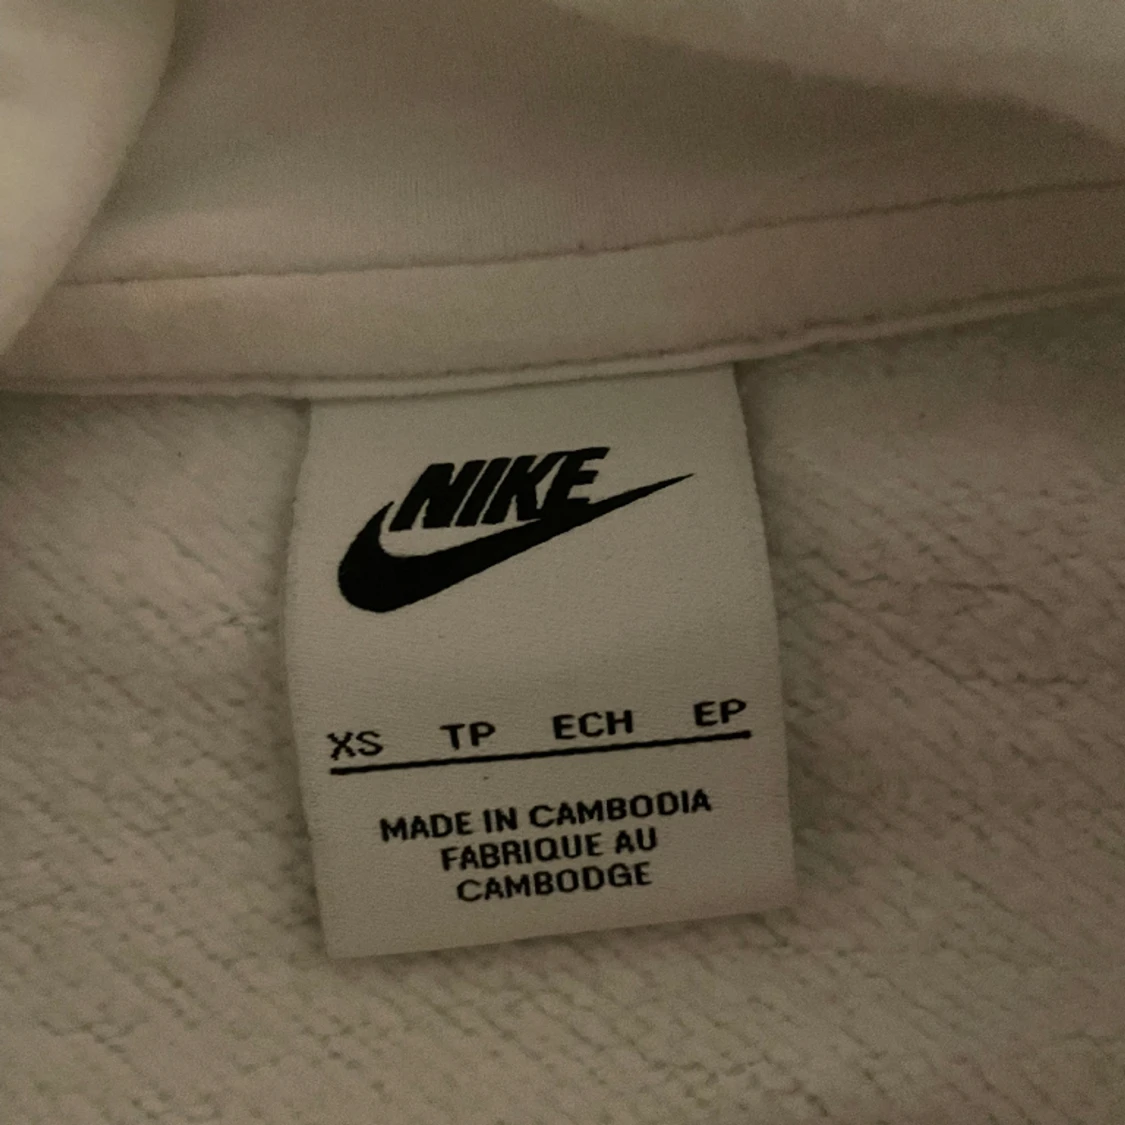 NIKE
XS TP ECH EP
MADE IN CAMBODIA
FABRIQUE AU
CAMBODGE